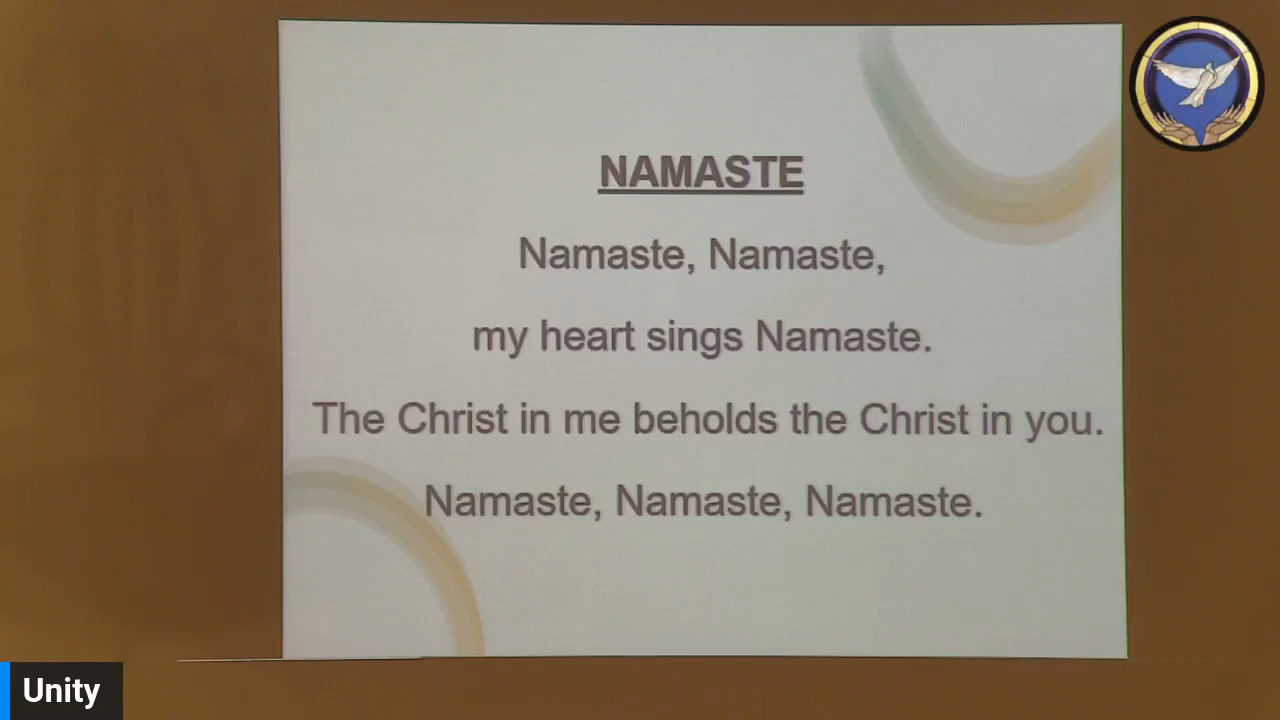 NAMASTE
Namaste, Namaste,
my heart sings Namaste.
The Christ in me beholds the Christ in you.
Namaste, Namaste, Namaste.
Unity